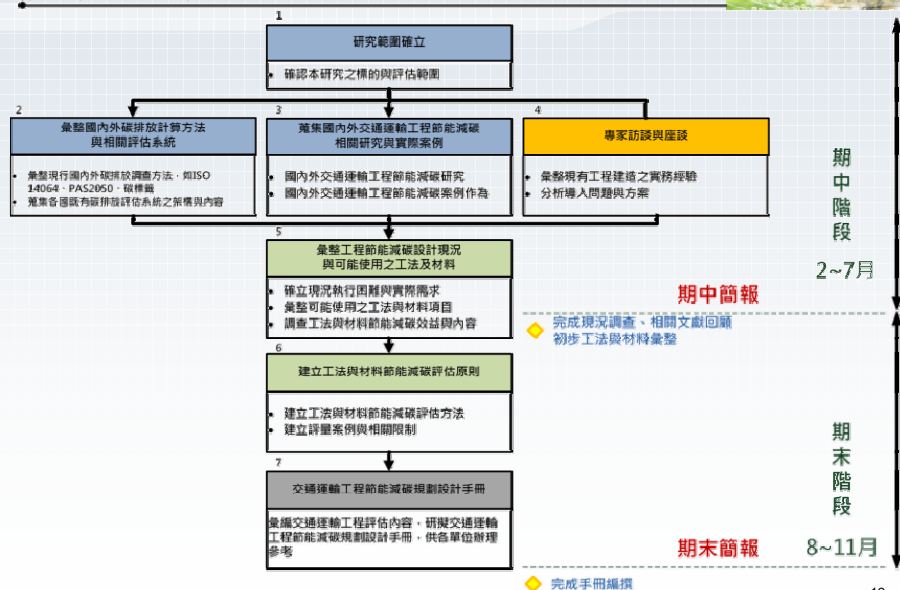 1
研究範圍確立
• 確認本研究之標的與評估範圍
2
彙整國內外碳排放計算方法
與相關評估系統
• 彙整現行國內外碳排放調查方法,如ISO
14064、PAS2050、碳標籤
• 蒐集各國既有碳排放評估系統之架構與內容
3
蒐集國內外交通運輸工程節能減碳
相關研究與實際案例
• 國內外交通運輸工程節能減碳研究
• 國內外交通運輸工程節能減碳案例作為
4
專家訪談與座談
• 彙整現有工程建造之實務經驗
• 分析導入問題與方案
5
彙整工程節能減碳設計現況
與可能使用之工法及材料
• 確立現況執行困難與實際需求
• 彙整可能使用之工法與材料項目
• 調查工法與材料節能減碳效益與內容
期中階段
2~7月
期中簡報
完成現況調查、相關文獻回顧
初步工法與材料彙整
6
建立工法與材料節能減碳評估原則
• 建立工法與材料節能減碳評估方法
• 建立評量案例與相關限制
7
交通運輸工程節能減碳規劃設計手冊
彙編交通運輸工程評估內容,研擬交通運輸
工程節能減碳規劃設計手冊,供各單位辦理
參考
期末階段
8~11月
期末簡報
完成手冊編撰